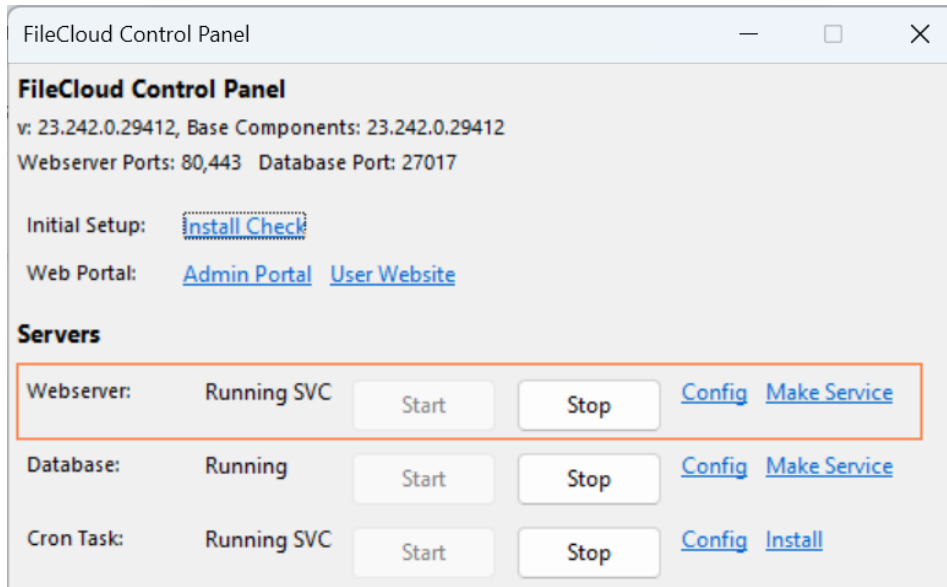 FileCloud Control Panel
FileCloud Control Panel
v: 23.242.0.29412, Base Components: 23.242.0.29412
Webserver Ports: 80,443 Database Port: 27017
Initial Setup: Install Check
Web Portal: Admin Portal User Website
Servers
Webserver: Running SVC Start Stop Config Make Service
Database: Running Start Stop Config Make Service
Cron Task: Running SVC Start Stop Config Install